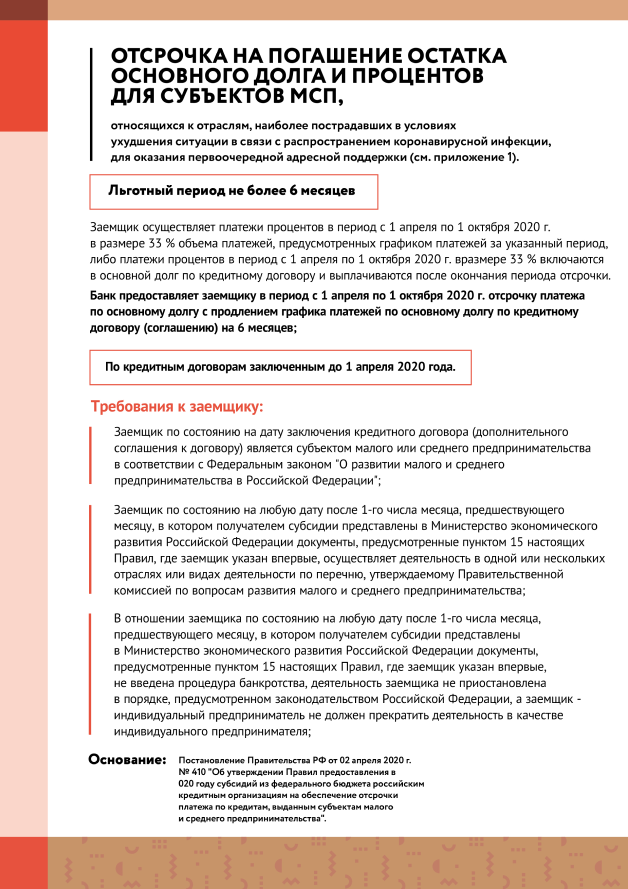 ОТСРОЧКА НА ПОГАШЕНИЕ ОСТАТКА
ОСНОВНОГО ДОЛГА И ПРОЦЕНТОВ
ДЛЯ СУБЪЕКТОВ МСП,
относящихся к отраслям, наиболее пострадавших в условиях
ухудшения ситуации в связи с распространением коронавирусной инфекции,
для оказания первоочередной адресной поддержки (см. приложение 1).
Льготный период не более 6 месяцев
Заемщик осуществляет платежи процентов в период с 1 апреля по 1 октября 2020 г.
в размере 33 % объема платежей, предусмотренных графиком платежей за указанный период,
либо платежи процентов в период с 1 апреля по 1 октября 2020 г. вразмере 33 % включаются
в основной долг по кредитному договору и выплачиваются после окончания периода отсрочки.
Банк предоставляет заемщику в период с 1 апреля по 1 октября 2020 г. отсрочку платежа
по основному долгу с продлением графика платежей по основному долгу по кредитному
договору (соглашению) на 6 месяцев;
По кредитным договорам заключенным до 1 апреля 2020 года.
Требования к заемщику:
Заемщик по состоянию на дату заключения кредитного договора (дополнительного
соглашения к договору) является субъектом малого или среднего предпринимательства
в соответствии с Федеральным законом "О развитии малого и среднего
предпринимательства в Российской Федерации";
Заемщик по состоянию на любую дату после 1-го числа месяца, предшествующего
месяцу, в котором получателем субсидии представлены в Министерство экономического
развития Российской Федерации документы, предусмотренные пунктом 15 настоящих
Правил, где заемщик указан впервые, осуществляет деятельность в одной или нескольких
отраслях или видах деятельности по перечню, утверждаемому Правительственной
комиссией по вопросам развития малого и среднего предпринимательства;
В отношении заемщика по состоянию на любую дату после 1-го числа месяца,
предшествующего месяцу, в котором получателем субсидии представлены
в Министерство экономического развития Российской Федерации документы,
предусмотренные пунктом 15 настоящих Правил, где заемщик указан впервые,
не введена процедура банкротства, деятельность заемщика не приостановлена
в порядке, предусмотренном законодательством Российской Федерации, а заемщик -
индивидуальный предприниматель не должен прекратить деятельность в качестве
индивидуального предпринимателя;
Основание:
Постановление Правительства РФ от 02 апреля 2020 г.
№ 410 "Об утверждении Правил предоставления в
020 году субсидий из федерального бюджета российским
кредитным организациям на обеспечение отсрочки
платежа по кредитам, выданным субъектам малого
и среднего предпринимательства".